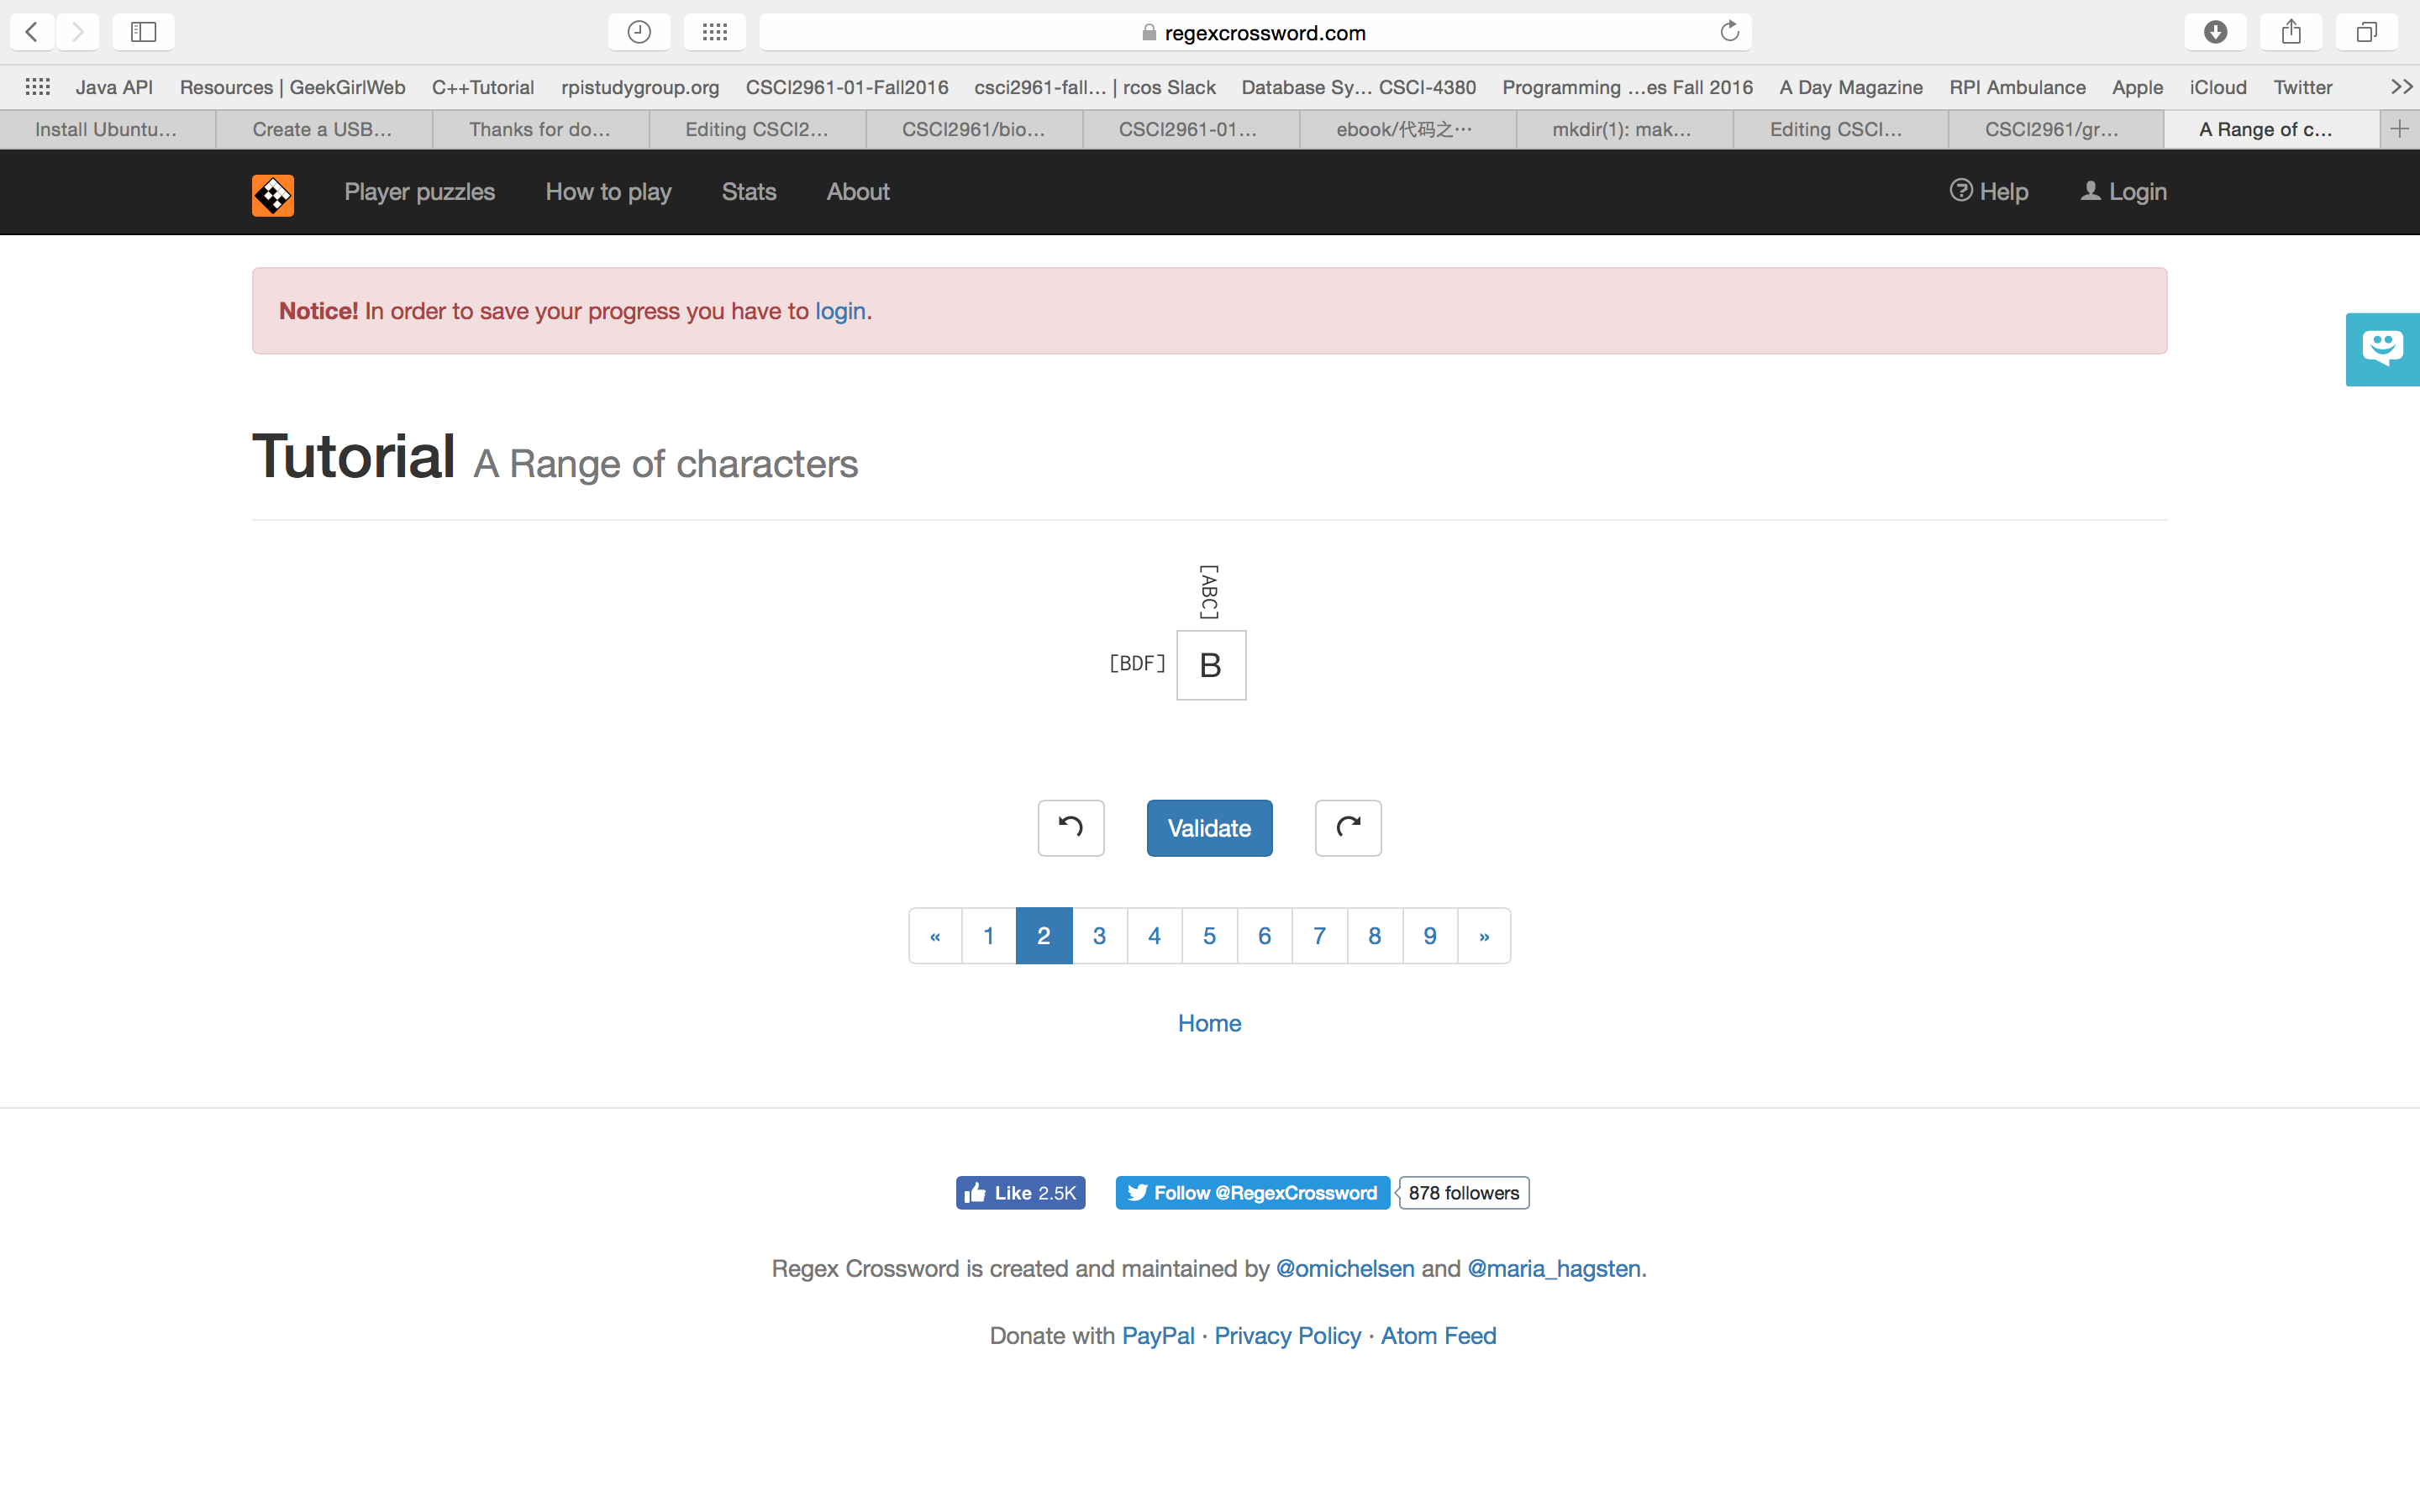 regexcrossword.com
Java API Resources | GeekGirlWeb C++Tutorial rpistudygroup.org CSCI2961-01-Fall2016 csci2961-fall... | rcos Slack Database Sy... CSCI-4380 Programming ...es Fall 2016 A Day Magazine RPI Ambulance Apple iCloud Twitter >>
Install Ubuntu... Create a USB... Thanks for do... Editing CSCI2... CSCI2961/bio... CSCI2961-01... ebook/代码之... mkdir(1): mak... Editing CSCI... CSCI2961/gr... A Range of c... +
Player puzzles How to play Stats About Help Login
Notice! In order to save your progress you have to login.
Tutorial A Range of characters
[ABC]
[BDF] B
Validate
« 1 2 3 4 5 6 7 8 9 »
Home
Like 2.5K Follow @RegexCrossword 878 followers
Regex Crossword is created and maintained by @omichelsen and @maria_hagsten.
Donate with PayPal · Privacy Policy · Atom Feed